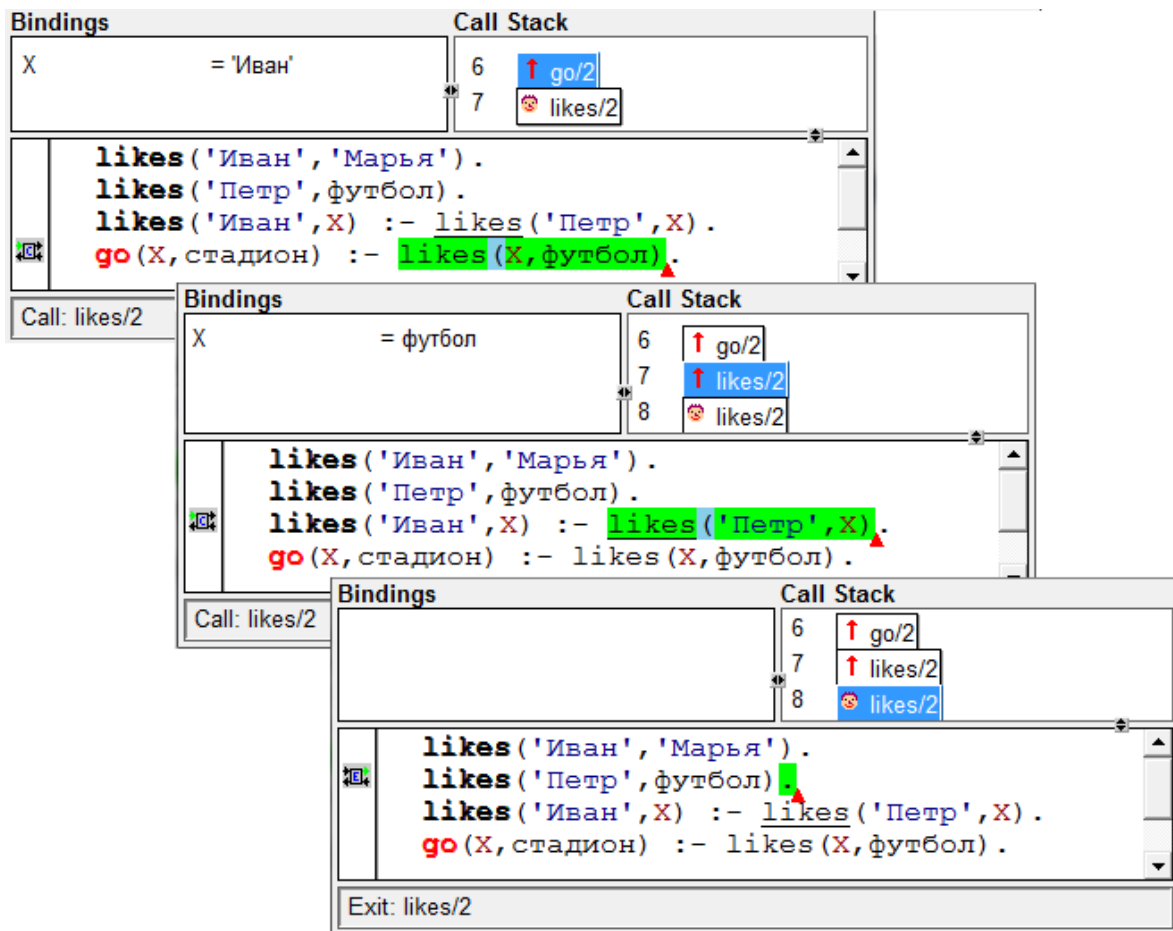 Bindings Call Stack
X = 'Иван' 6 go/2
7 likes/2
likes('Иван','Марья').
likes('Петр',футбол).
likes('Иван',X) :- likes('Петр',X).
go(X,стадион) :- likes(X,футбол).
Call: likes/2
Bindings Call Stack
X = футбол 6 go/2
7 likes/2
8 likes/2
likes('Иван','Марья').
likes('Петр',футбол).
likes('Иван',X) :- likes('Петр',X).
go(X,стадион) :- likes(X,футбол).
Call: likes/2
Bindings Call Stack
6 go/2
7 likes/2
8 likes/2
likes('Иван','Марья').
likes('Петр',футбол).
likes('Иван',X) :- likes('Петр',X).
go(X,стадион) :- likes(X,футбол).
Exit: likes/2